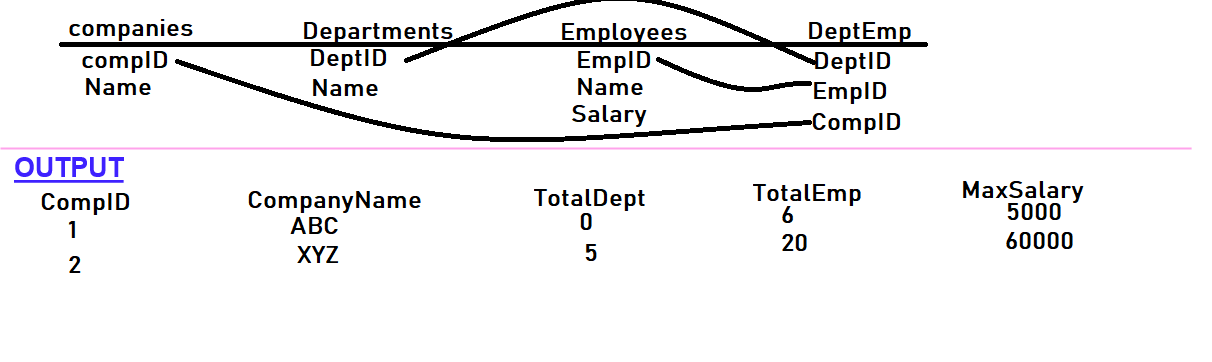 companies Departments Employees DeptEmp
compID DeptID EmpID DeptID
Name Name Name EmpID
Salary CompID
OUTPUT
CompID CompanyName TotalDept TotalEmp MaxSalary
1 ABC 0 6 5000
2 XYZ 5 20 60000